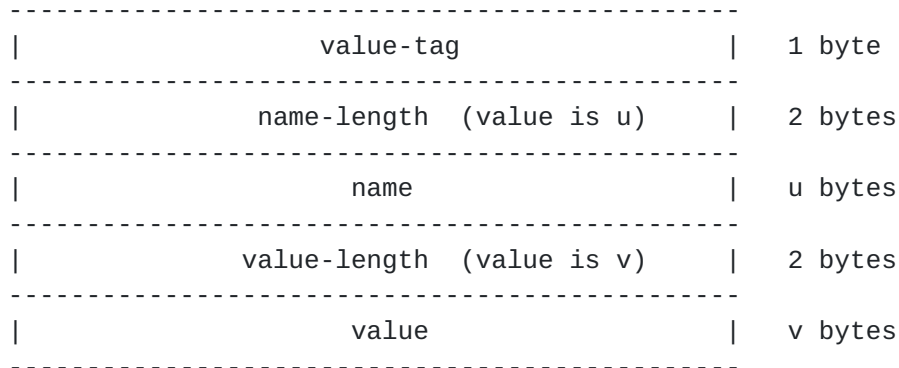 -----------------------------------------------
|                   value-tag                 |   1 byte
-----------------------------------------------
|               name-length  (value is u)     |   2 bytes
-----------------------------------------------
|                     name                    |   u bytes
-----------------------------------------------
|              value-length  (value is v)     |   2 bytes
-----------------------------------------------
|                     value                   |   v bytes
-----------------------------------------------